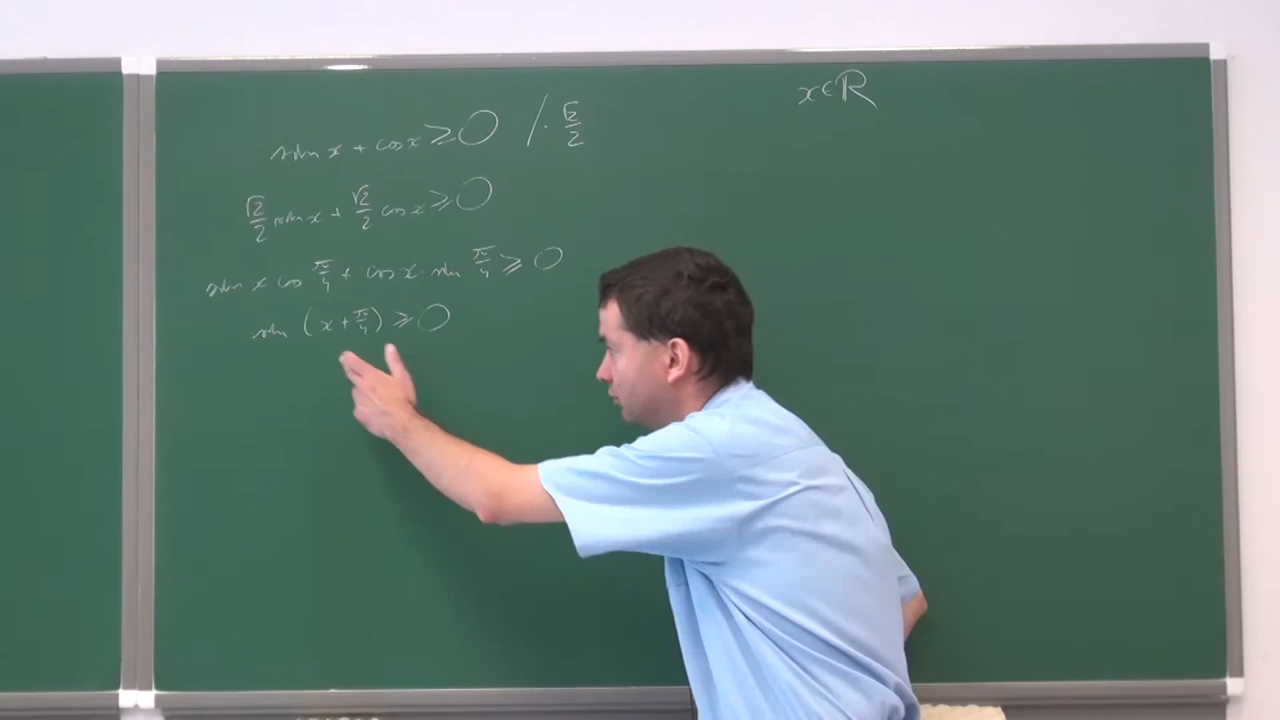 sin x + cos x ≥ 0 / · √2/2
√2/2 sin x + √2/2 cos x ≥ 0
sin x cos π/4 + cos x · sin π/4 ≥ 0
sin (x + π/4) ≥ 0
x ∈ ℝ